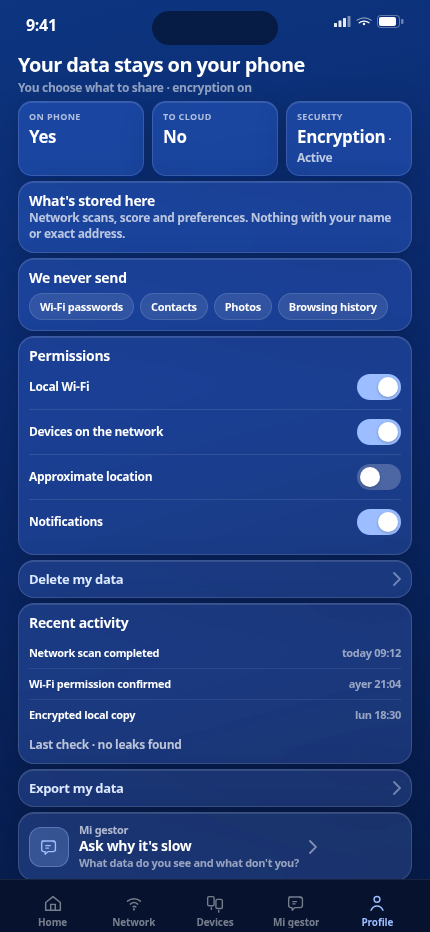 9:41
Your data stays on your phone
You choose what to share · encryption on
ON PHONE
Yes
TO CLOUD
No
SECURITY
Encryption ·
Active
What's stored here
Network scans, score and preferences. Nothing with your name
or exact address.
We never send
Wi-Fi passwords
Contacts
Photos
Browsing history
Permissions
Local Wi-Fi
Devices on the network
Approximate location
Notifications
Delete my data
Recent activity
Network scan completed
today 09:12
Wi-Fi permission confirmed
ayer 21:04
Encrypted local copy
lun 18:30
Last check · no leaks found
Export my data
Mi gestor
Ask why it's slow
What data do you see and what don't you?
Home
Network
Devices
Mi gestor
Profile